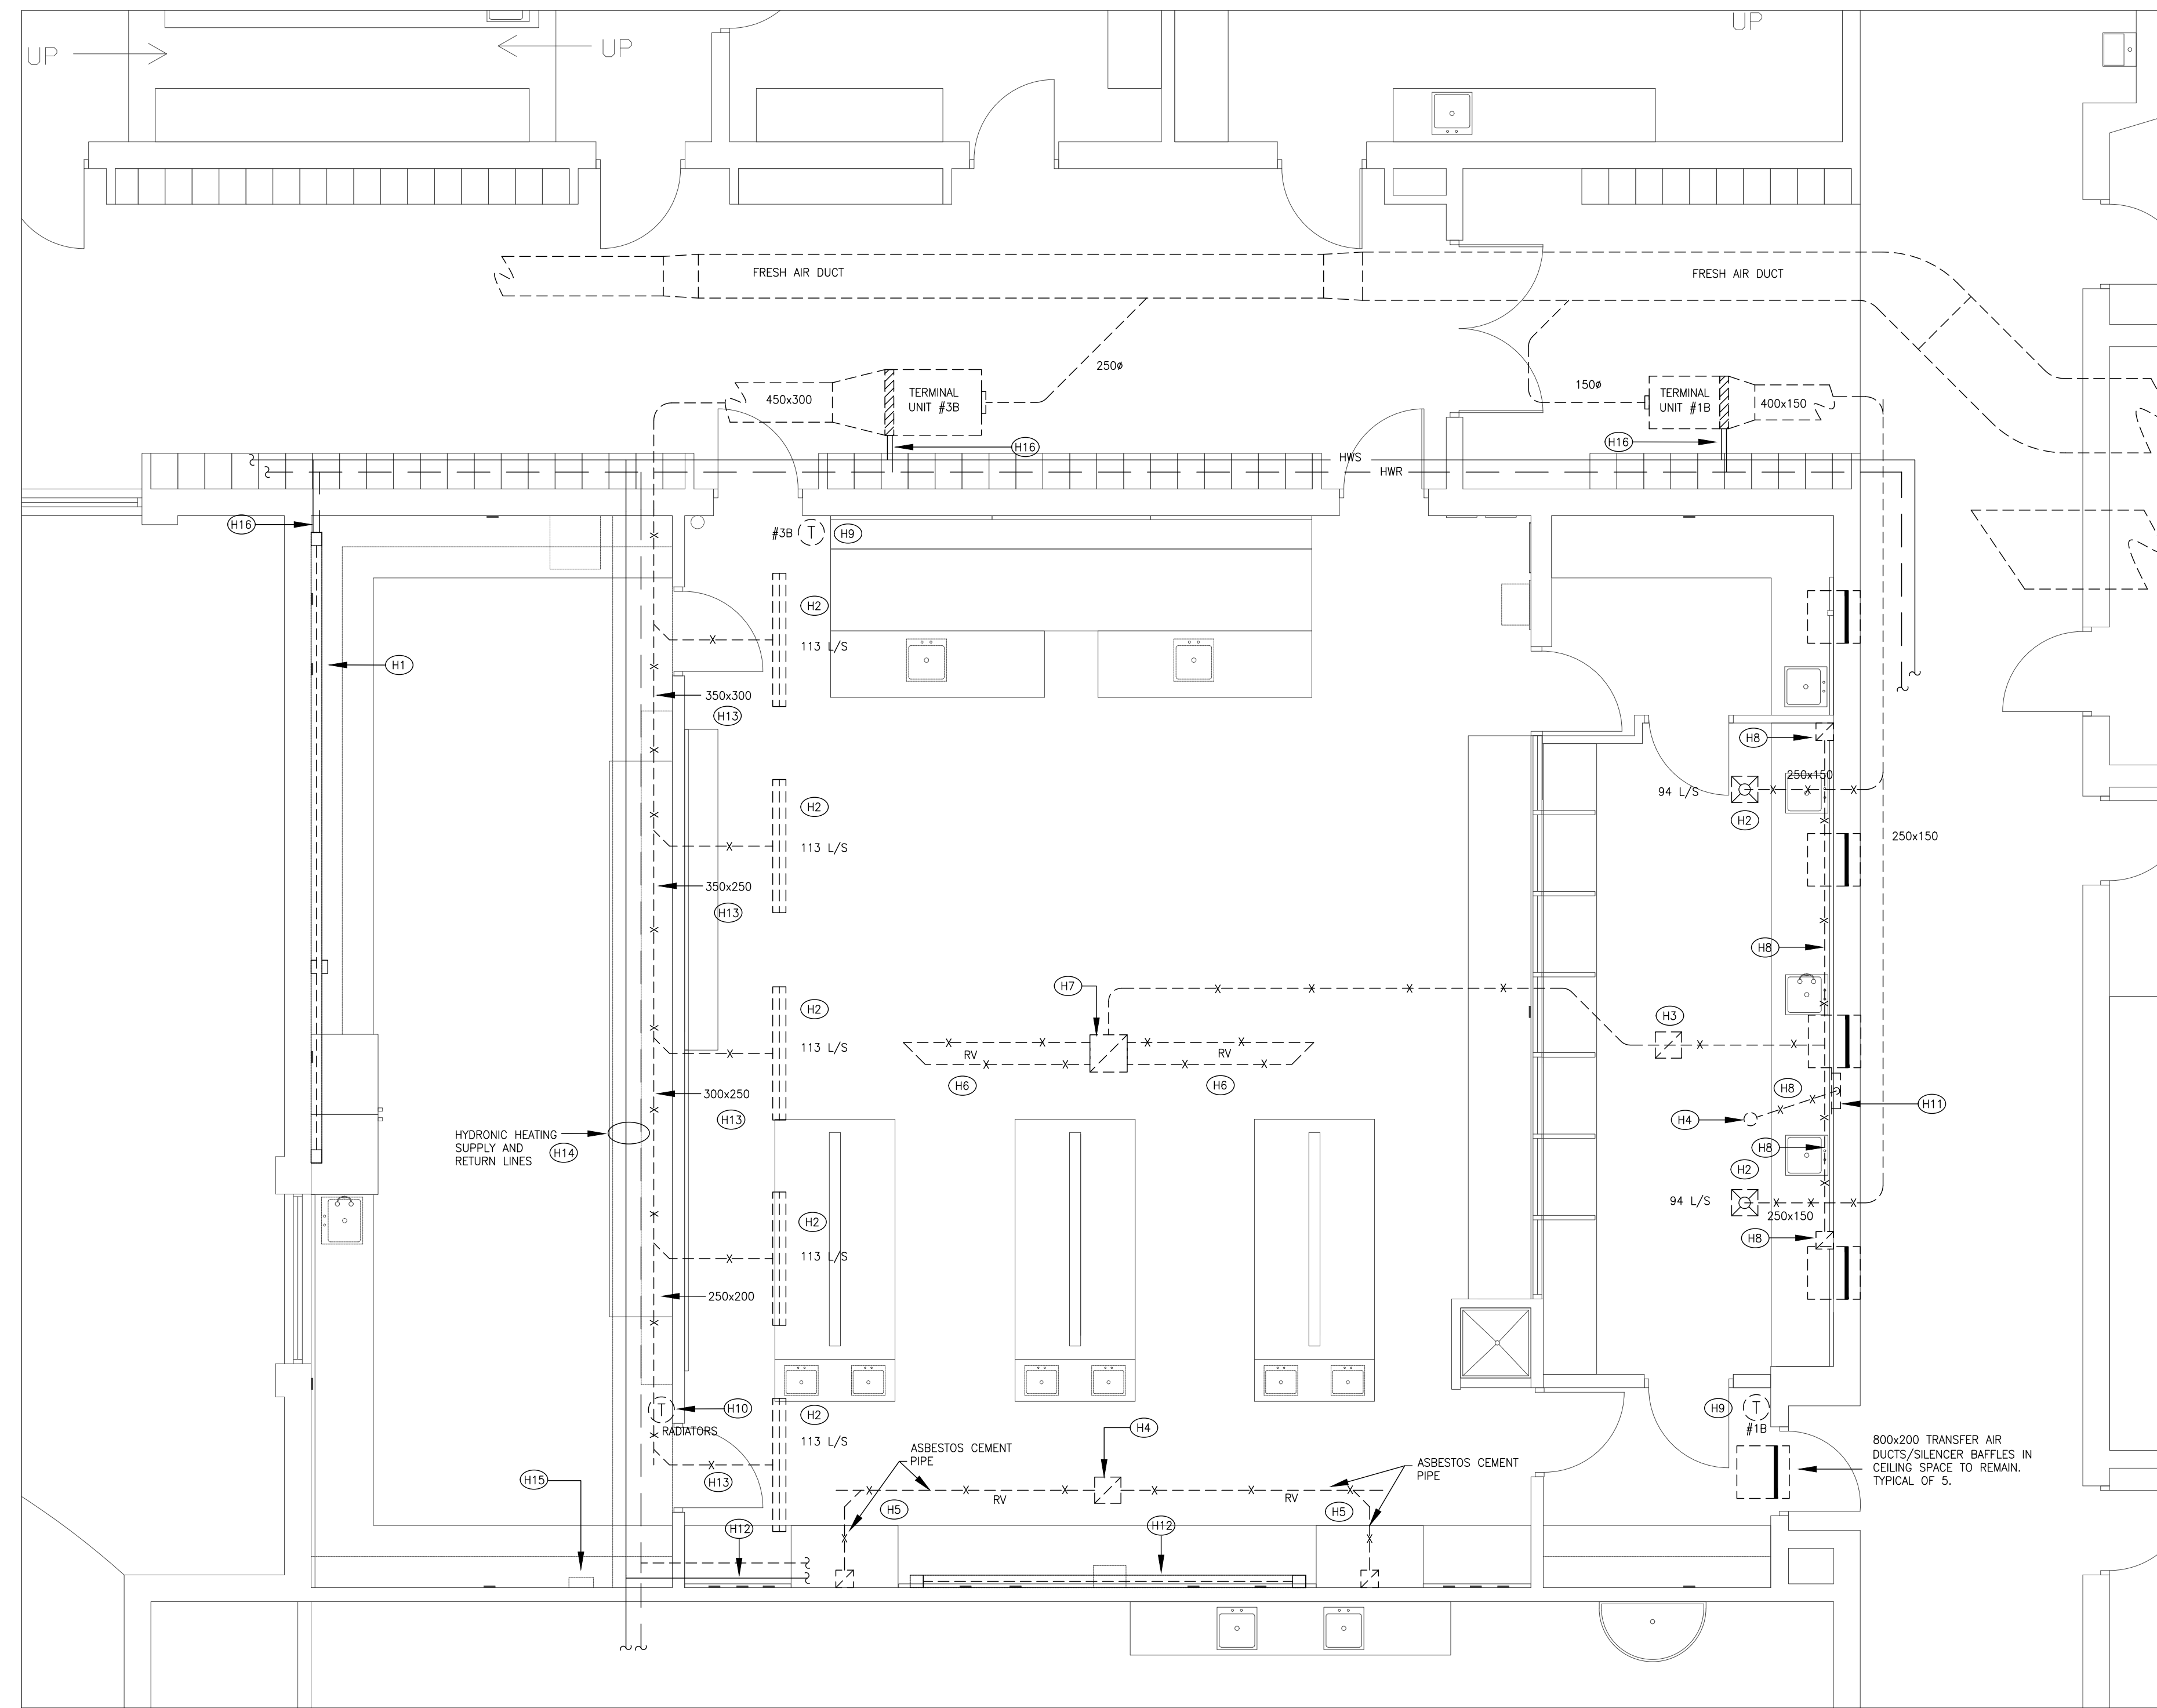 UP
UP
UP
FRESH AIR DUCT
FRESH AIR DUCT
250ø
150ø
450x300
TERMINAL
UNIT #3B
TERMINAL
UNIT #1B
400x150
H16
H16
HWS
HWR
H16
#3B
T
H9
H2
113 L/S
H1
350x300
H13
H8
250x150
94 L/S
H2
H2
113 L/S
250x150
350x250
H13
H8
H7
H2
113 L/S
H3
RV
RV
H6
H6
300x250
H13
H8
H4
H11
HYDRONIC HEATING
SUPPLY AND
RETURN LINES
H14
H8
H2
94 L/S
250x150
H2
113 L/S
H8
250x200
T
H10
RADIATORS
H2
113 L/S
H4
H9
T
#1B
ASBESTOS CEMENT
PIPE
ASBESTOS CEMENT
PIPE
800x200 TRANSFER AIR
DUCTS/SILENCER BAFFLES IN
CEILING SPACE TO REMAIN.
TYPICAL OF 5.
H15
H13
RV
RV
H5
H5
H12
H12